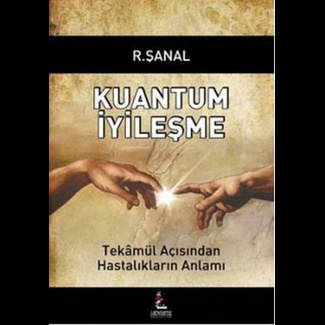 R.ŞANAL
KUANTUM
İYİLEŞME
Tekâmül Açısından
Hastalıkların Anlamı